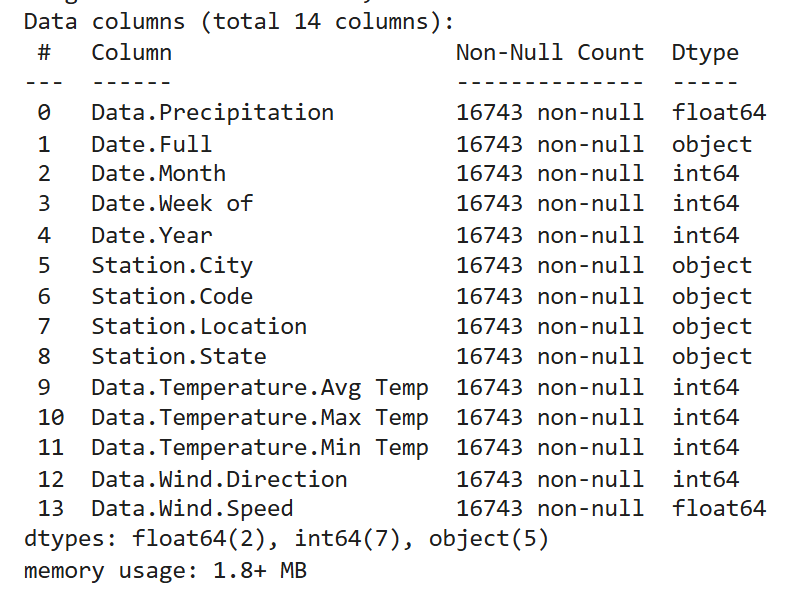 Data columns (total 14 columns):
 #   Column                     Non-Null Count  Dtype
---  ------                     --------------  -----
 0   Data.Precipitation         16743 non-null  float64
 1   Date.Full                  16743 non-null  object
 2   Date.Month                 16743 non-null  int64
 3   Date.Week of               16743 non-null  int64
 4   Date.Year                  16743 non-null  int64
 5   Station.City               16743 non-null  object
 6   Station.Code               16743 non-null  object
 7   Station.Location           16743 non-null  object
 8   Station.State              16743 non-null  object
 9   Data.Temperature.Avg Temp  16743 non-null  int64
 10  Data.Temperature.Max Temp  16743 non-null  int64
 11  Data.Temperature.Min Temp  16743 non-null  int64
 12  Data.Wind.Direction        16743 non-null  int64
 13  Data.Wind.Speed            16743 non-null  float64
dtypes: float64(2), int64(7), object(5)
memory usage: 1.8+ MB